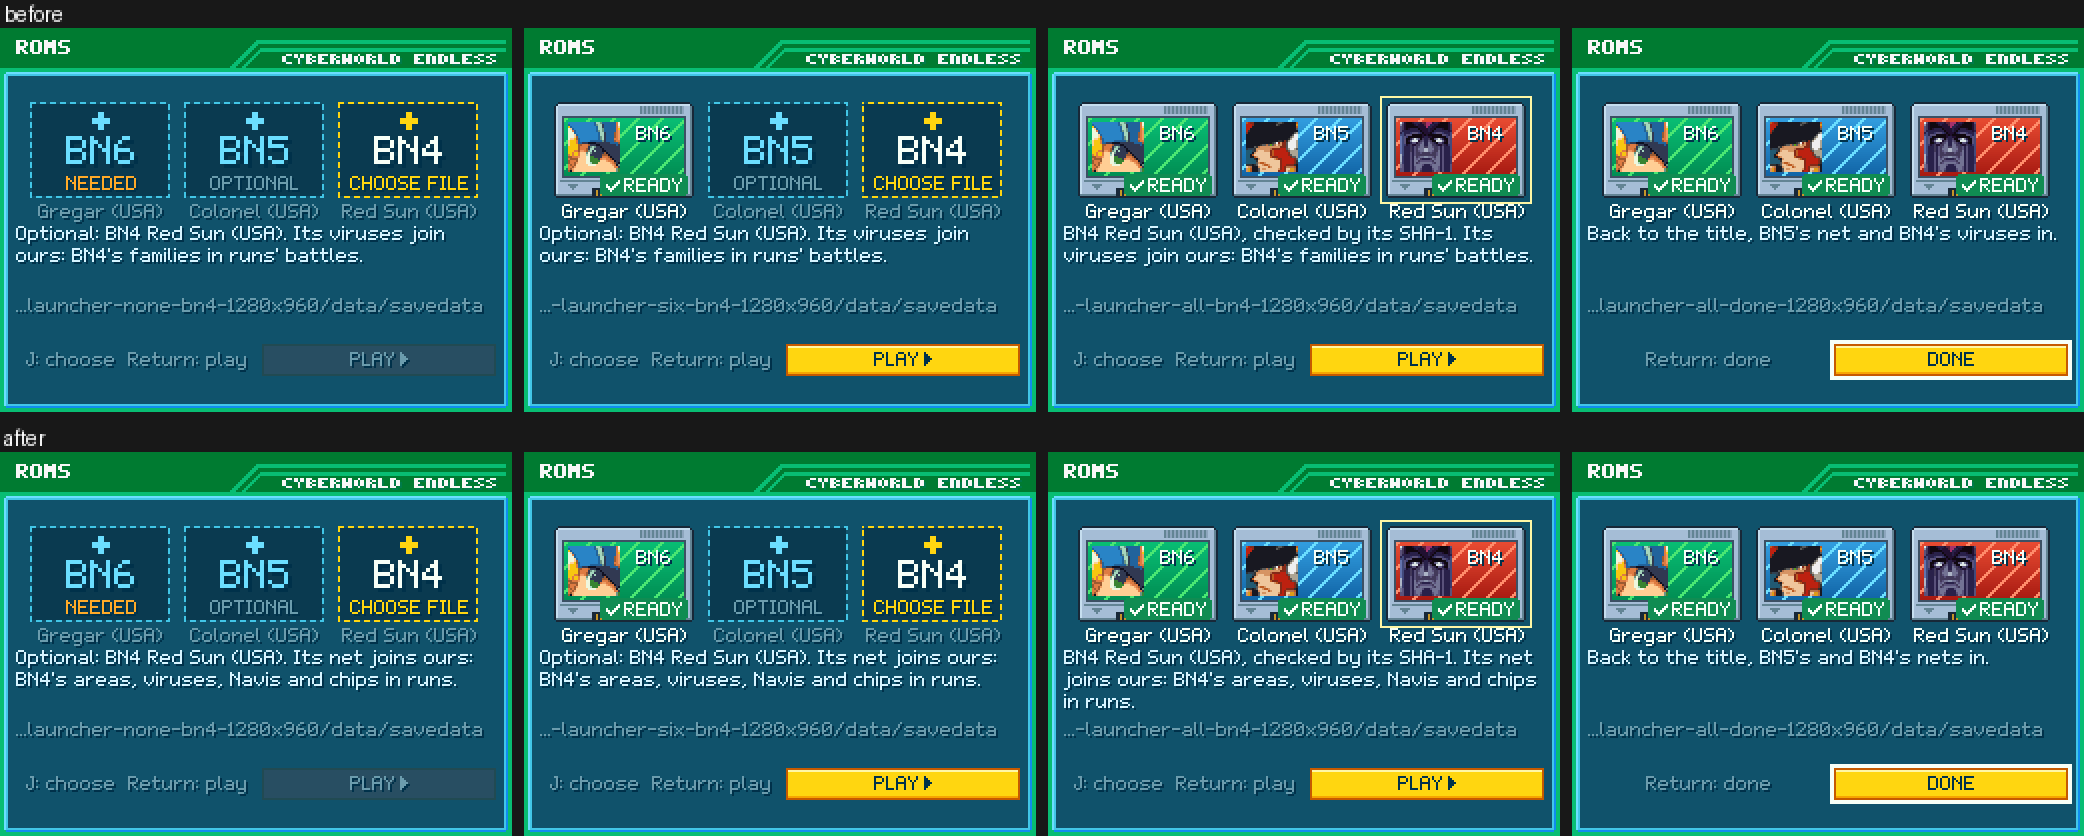 before
ROMS
CYBERWORLD ENDLESS
BN6
NEEDED
BN5
OPTIONAL
BN4
CHOOSE FILE
Gregar (USA)
Colonel (USA)
Red Sun (USA)
Optional: BN4 Red Sun (USA). Its viruses join
ours: BN4's families in runs' battles.
...launcher-none-bn4-1280x960/data/savedata
J: choose Return: play
PLAY
ROMS
CYBERWORLD ENDLESS
BN6
READY
BN5
OPTIONAL
BN4
CHOOSE FILE
Gregar (USA)
Colonel (USA)
Red Sun (USA)
Optional: BN4 Red Sun (USA). Its viruses join
ours: BN4's families in runs' battles.
...-launcher-six-bn4-1280x960/data/savedata
J: choose Return: play
PLAY
ROMS
CYBERWORLD ENDLESS
BN6
READY
BN5
READY
BN4
READY
Gregar (USA)
Colonel (USA)
Red Sun (USA)
BN4 Red Sun (USA), checked by its SHA-1. Its
viruses join ours: BN4's families in runs' battles.
...-launcher-all-bn4-1280x960/data/savedata
J: choose Return: play
PLAY
ROMS
CYBERWORLD ENDLESS
BN6
READY
BN5
READY
BN4
READY
Gregar (USA)
Colonel (USA)
Red Sun (USA)
Back to the title, BN5's net and BN4's viruses in.
...launcher-all-done-1280x960/data/savedata
Return: done
DONE
after
ROMS
CYBERWORLD ENDLESS
BN6
NEEDED
BN5
OPTIONAL
BN4
CHOOSE FILE
Gregar (USA)
Colonel (USA)
Red Sun (USA)
Optional: BN4 Red Sun (USA). Its net joins ours:
BN4's areas, viruses, Navis and chips in runs.
...launcher-none-bn4-1280x960/data/savedata
J: choose Return: play
PLAY
ROMS
CYBERWORLD ENDLESS
BN6
READY
BN5
OPTIONAL
BN4
CHOOSE FILE
Gregar (USA)
Colonel (USA)
Red Sun (USA)
Optional: BN4 Red Sun (USA). Its net joins ours:
BN4's areas, viruses, Navis and chips in runs.
...-launcher-six-bn4-1280x960/data/savedata
J: choose Return: play
PLAY
ROMS
CYBERWORLD ENDLESS
BN6
READY
BN5
READY
BN4
READY
Gregar (USA)
Colonel (USA)
Red Sun (USA)
BN4 Red Sun (USA), checked by its SHA-1. Its net
joins ours: BN4's areas, viruses, Navis and chips
in runs.
...-launcher-all-bn4-1280x960/data/savedata
J: choose Return: play
PLAY
ROMS
CYBERWORLD ENDLESS
BN6
READY
BN5
READY
BN4
READY
Gregar (USA)
Colonel (USA)
Red Sun (USA)
Back to the title, BN5's and BN4's nets in.
...launcher-all-done-1280x960/data/savedata
Return: done
DONE